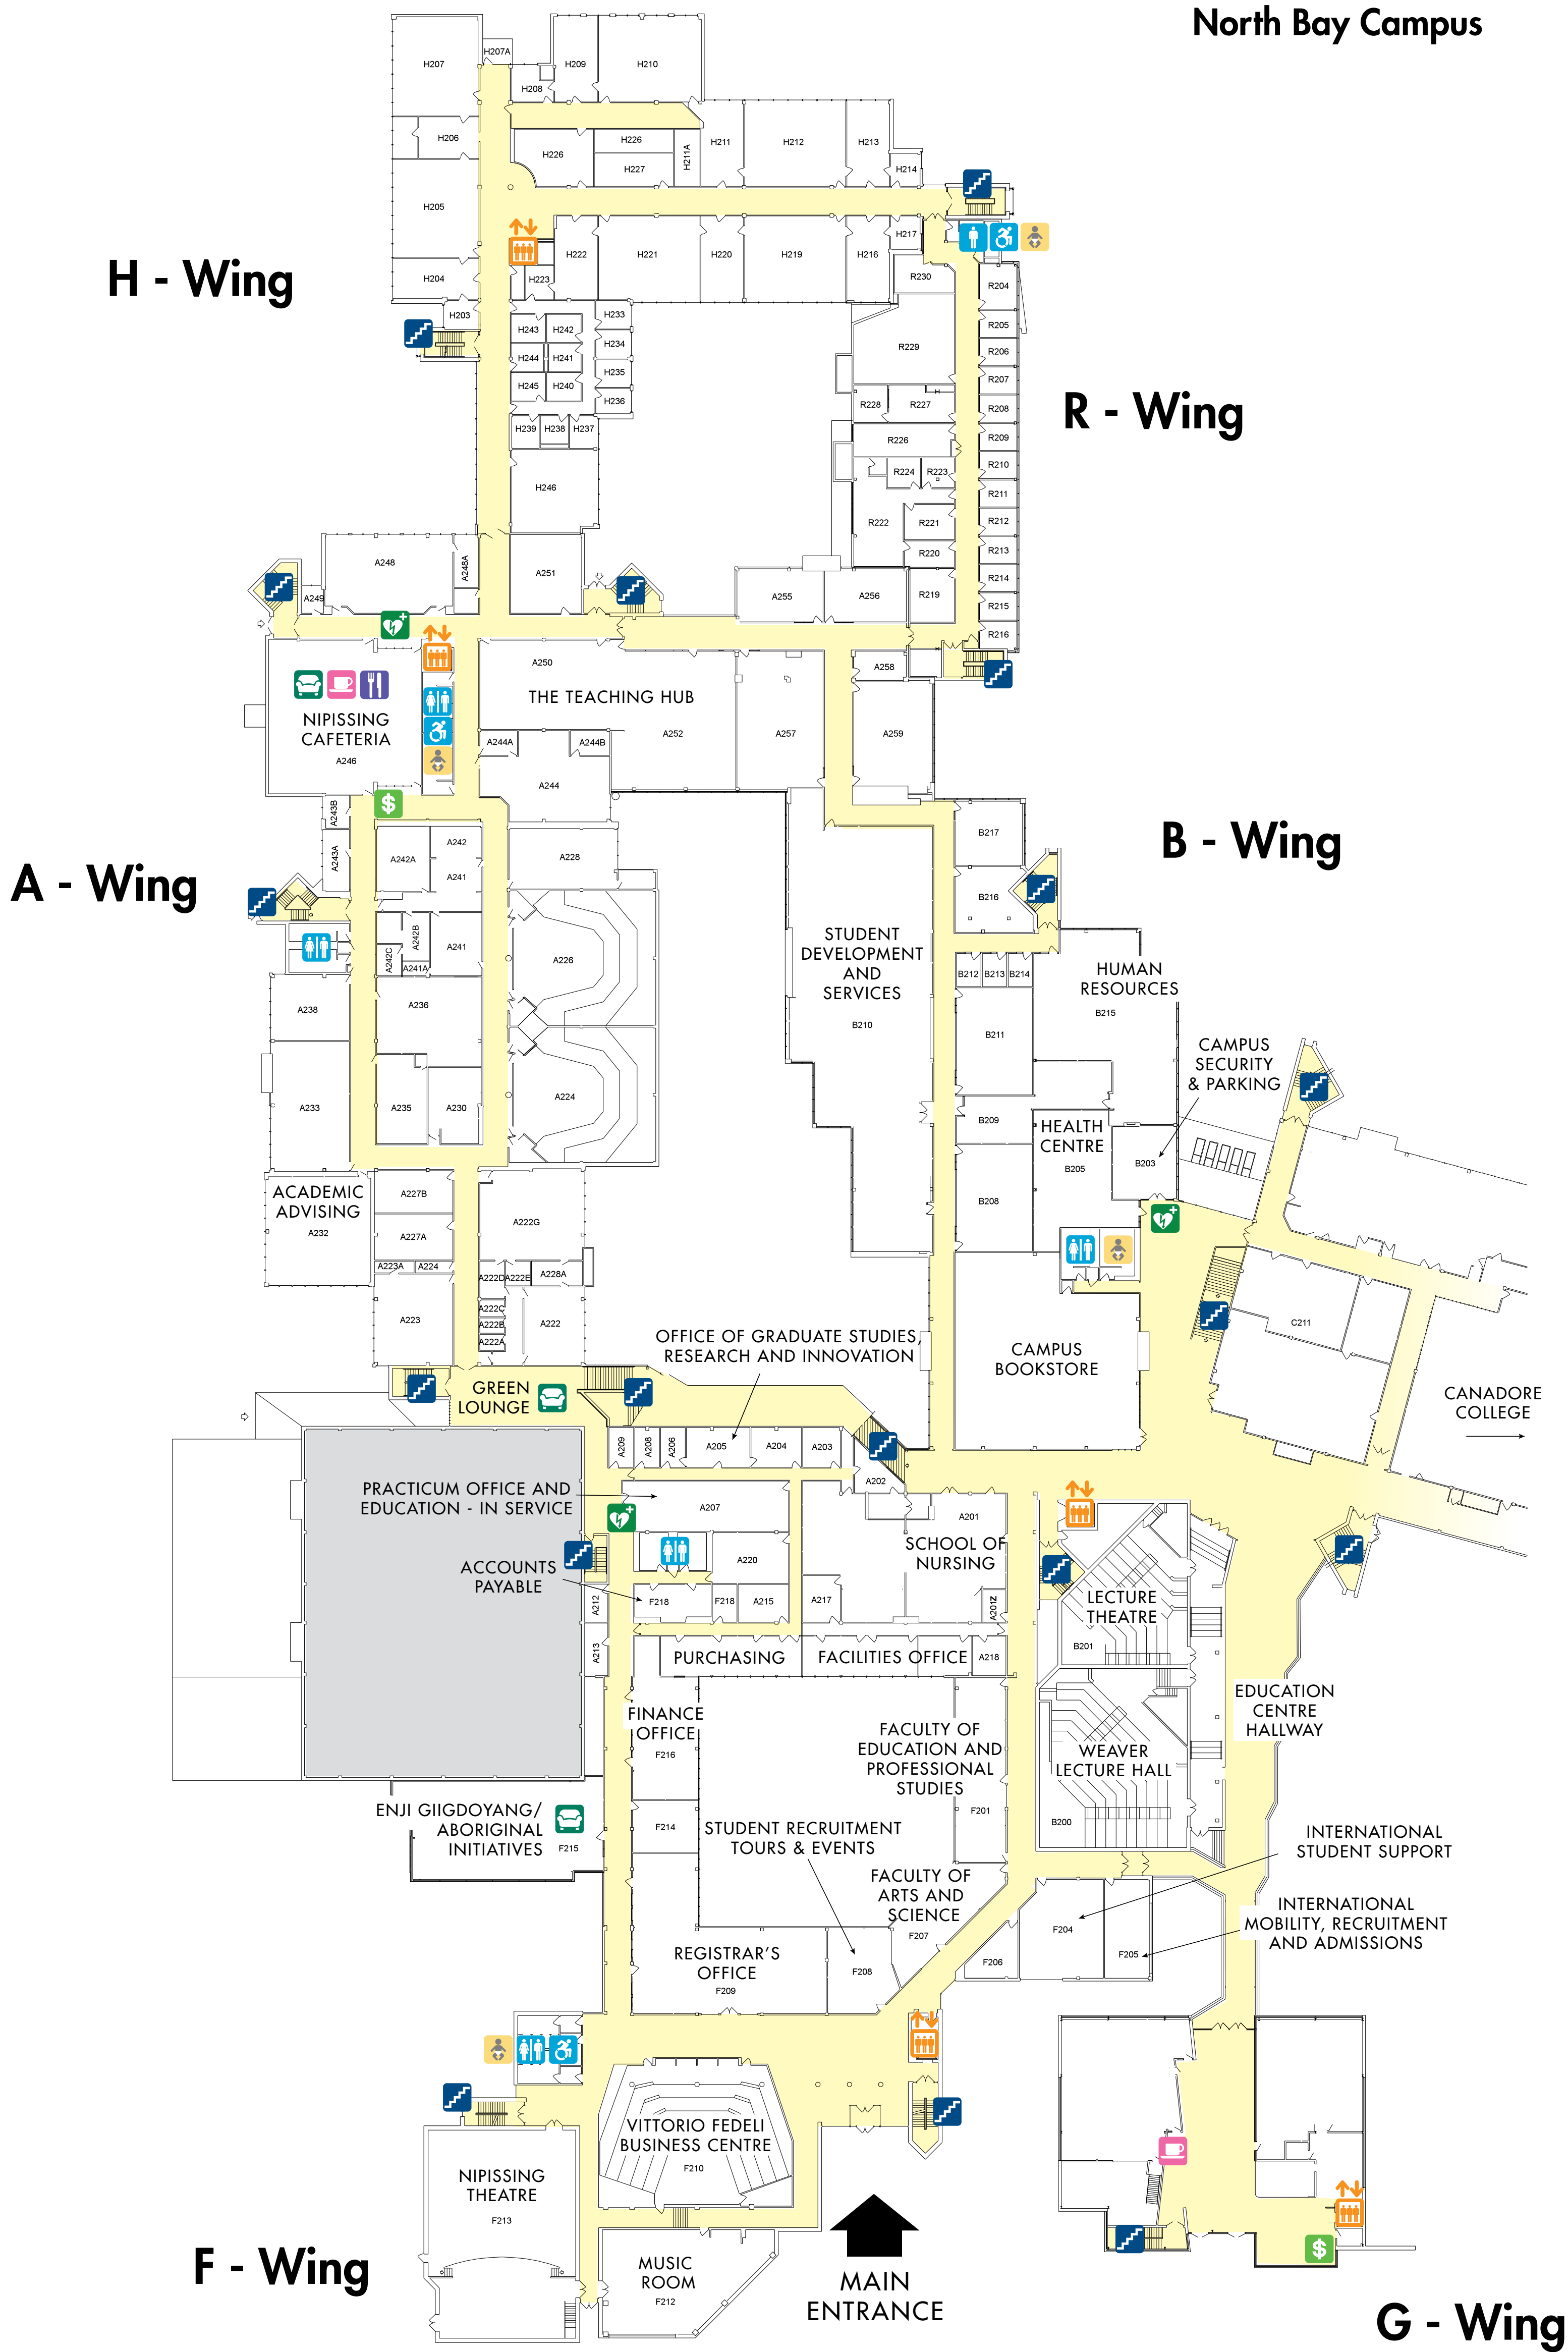 North Bay Campus
H207A
H207
H209
H210
H208
H206
H226
H226
H227
H211A
H211
H212
H213
H214
H205
H217
H204
H222
H221
H220
H219
H216
H223
R230
R204
H203
H - Wing
H243
H242
H233
R205
H244
H241
H234
R229
R206
H245
H240
H235
R207
H236
R228
R227
R208
R - Wing
H239
H238
H237
R226
R209
R224
R223
R210
H246
R211
R222
R221
R212
R220
R213
A248
A248A
A251
R214
A249
A255
A256
R219
R215
R216
A250
A258
THE TEACHING HUB
NIPISSING
CAFETERIA
A246
A252
A257
A259
A244A
A244B
A244
$
A243B
A243A
A242A
A242
A241
A228
B217
B - Wing
A - Wing
B216
A242B
A242C
A241A
A241
A226
STUDENT
DEVELOPMENT
AND
SERVICES
B210
B212
B213
B214
HUMAN
RESOURCES
B215
A238
A236
B211
CAMPUS
SECURITY
& PARKING
A233
A235
A230
A224
B209
HEALTH
CENTRE
B205
B203
ACADEMIC
ADVISING
A232
A227B
A227A
A222G
B208
A223A
A224
A222D
A222E
A228A
A222C
A222B
A222A
A222
A223
C211
OFFICE OF GRADUATE STUDIES,
RESEARCH AND INNOVATION
CAMPUS
BOOKSTORE
GREEN
LOUNGE
CANADORE
COLLEGE
A209
A208
A206
A205
A204
A203
A202
PRACTICUM OFFICE AND
EDUCATION - IN SERVICE
A207
A201
SCHOOL OF
NURSING
ACCOUNTS
PAYABLE
A220
A212
F218
F218
A215
A217
A201Z
LECTURE
THEATRE
B201
A213
PURCHASING
FACILITIES OFFICE
A218
FINANCE
OFFICE
F216
FACULTY OF
EDUCATION AND
PROFESSIONAL
STUDIES
F201
EDUCATION
CENTRE
HALLWAY
WEAVER
LECTURE HALL
B200
ENJI GIIGDOYANG/
ABORIGINAL
INITIATIVES
F215
F214
STUDENT RECRUITMENT
TOURS & EVENTS
INTERNATIONAL
STUDENT SUPPORT
FACULTY OF
ARTS AND
SCIENCE
F207
INTERNATIONAL
MOBILITY, RECRUITMENT
AND ADMISSIONS
F204
F205
F206
REGISTRAR'S
OFFICE
F209
F208
VITTORIO FEDELI
BUSINESS CENTRE
F210
NIPISSING
THEATRE
F213
F - Wing
MUSIC
ROOM
F212
MAIN
ENTRANCE
$
G - Wing